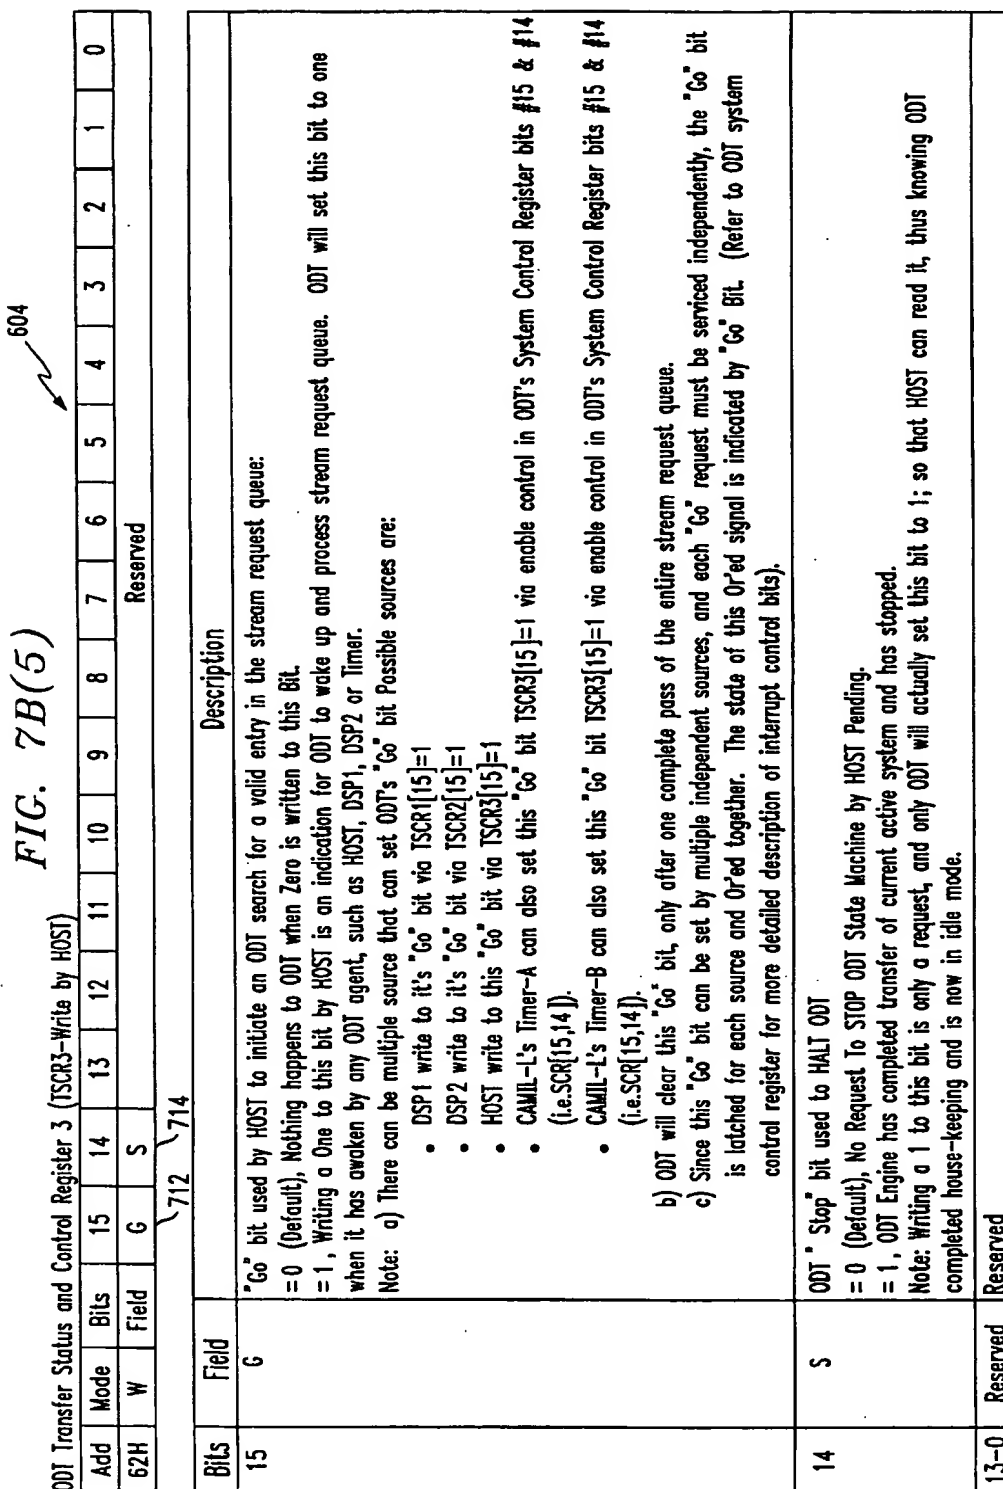 FIG. 7B(5)
604
ODT Transfer Status and Control Register 3 (TSCR3-Write by HOST)
Add Mode Bits 15 14 13 12 11 10 9 8 7 6 5 4 3 2 1 0
62H W Field G S Reserved
712 714
Bits Field Description
15 G "Go" bit used by HOST to initiate an ODT search for a valid entry in the stream request queue:
= 0 (Default), Nothing happens to ODT when Zero is written to this Bit.
= 1, Writing a One to this bit by HOST is an indication for ODT to wake up and process stream request queue. ODT will set this bit to one
when it has awaken by any ODT agent, such as HOST, DSP1, DSP2 or Timer.
Note: a) There can be multiple source that can set ODT's "Go" bit Possible sources are:
• DSP1 write to it's "Go" bit via TSCR1[15]=1
• DSP2 write to it's "Go" bit via TSCR2[15]=1
• HOST write to this "Go" bit via TSCR3[15]=1
• CAMIL-L's Timer-A can also set this "Go" bit TSCR3[15]=1 via enable control in ODT's System Control Register bits #15 & #14
(i.e.SCR[15,14]).
• CAMIL-L's Timer-B can also set this "Go" bit TSCR3[15]=1 via enable control in ODT's System Control Register bits #15 & #14
(i.e.SCR[15,14]).
b) ODT will clear this "Go" bit, only after one complete pass of the entire stream request queue.
c) Since this "Go" bit can be set by multiple independent sources, and each "Go" request must be serviced independently, the "Go" bit
is latched for each source and Or'ed together. The state of this Or'ed signal is indicated by "Go" Bit. (Refer to ODT system
control register for more detailed description of interrupt control bits).
14 S ODT " Stop" bit used to HALT ODT
= 0 (Default), No Request To STOP ODT State Machine by HOST Pending.
= 1, ODT Engine has completed transfer of current active system and has stopped.
Note: Writing a 1 to this bit is only a request, and only ODT will actually set this bit to 1; so that HOST can read it, thus knowing ODT
completed house-keeping and is now in idle mode.
13-0 Reserved Reserved